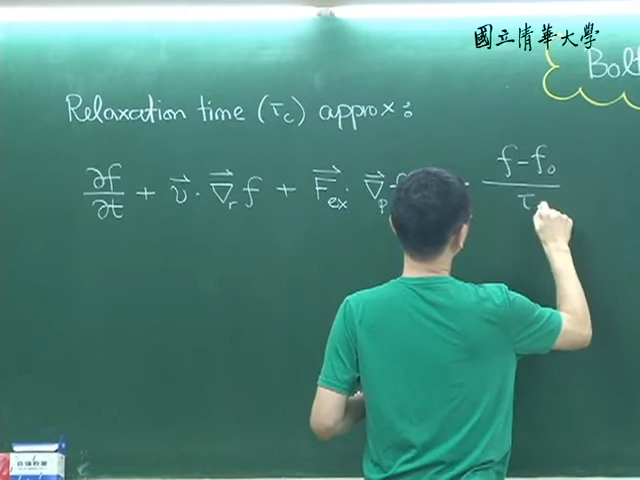 國立清華大學
Bolt
Relaxation time (τc) approx:
∂f/∂t + v⃗ · ∇⃗r f + F⃗ex · ∇⃗p f - (f - f₀)/τ